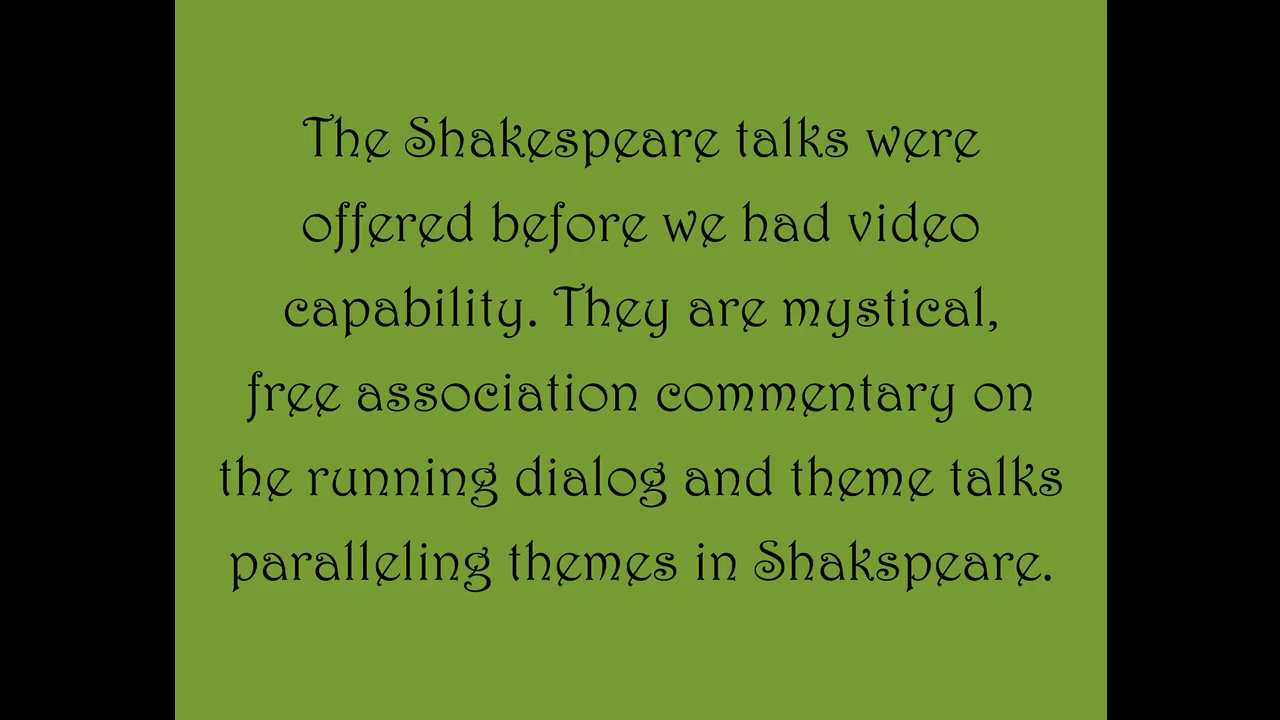 The Shakespeare talks were
offered before we had video
capability. They are mystical,
free association commentary on
the running dialog and theme talks
paralleling themes in Shakspeare.